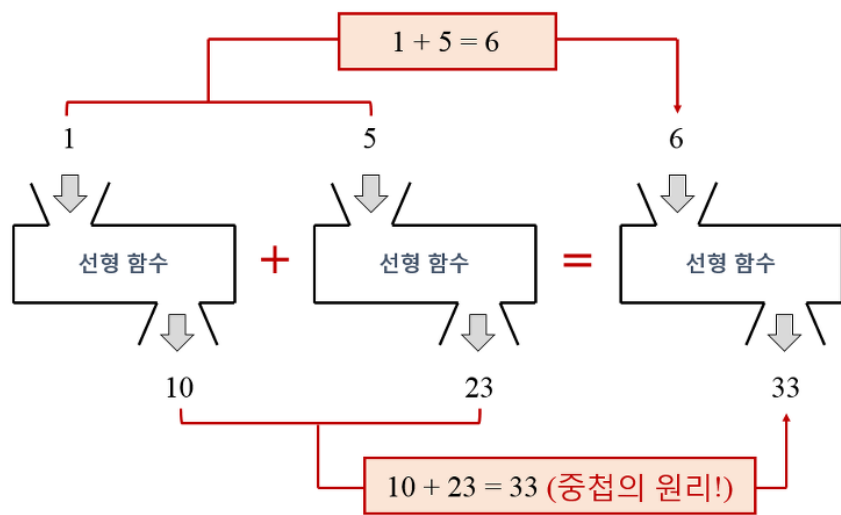 1 + 5 = 6
1
5
6
선형 함수
+
선형 함수
=
선형 함수
10
23
33
10 + 23 = 33 (중첩의 원리!)